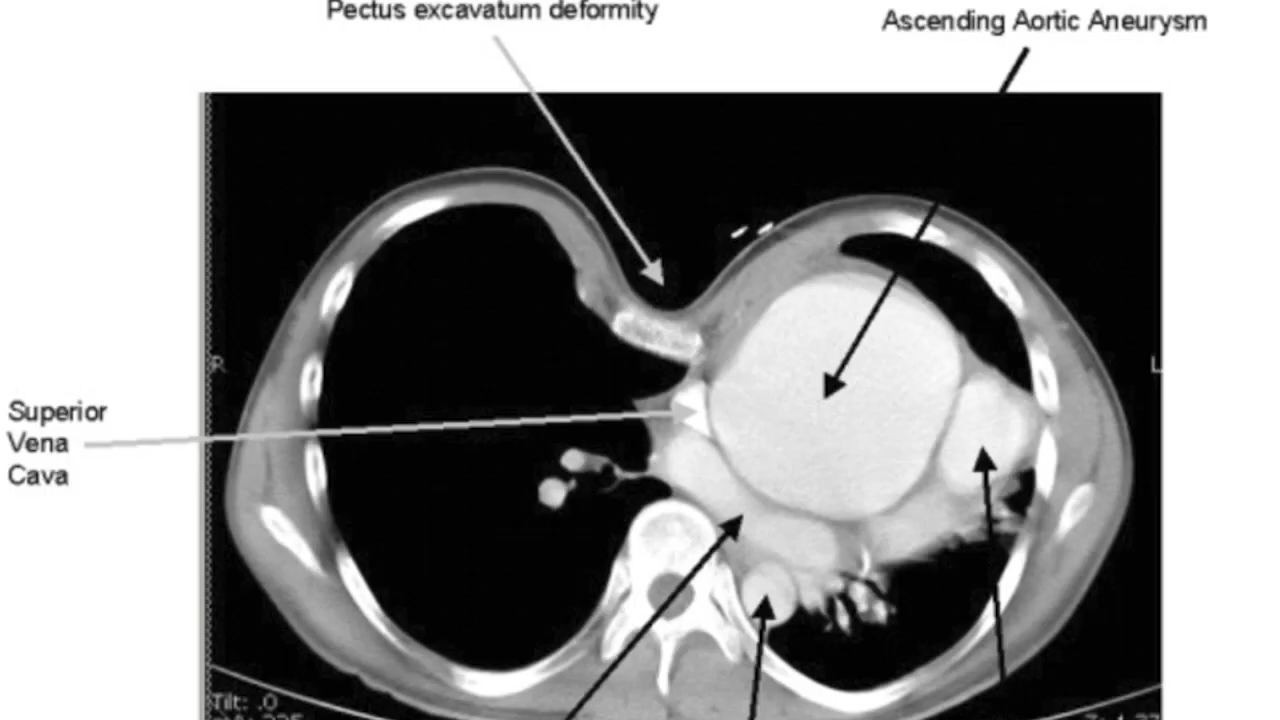 Pectus excavatum deformity
Ascending Aortic Aneurysm
R
L
Superior
Vena
Cava
Tilt: .0